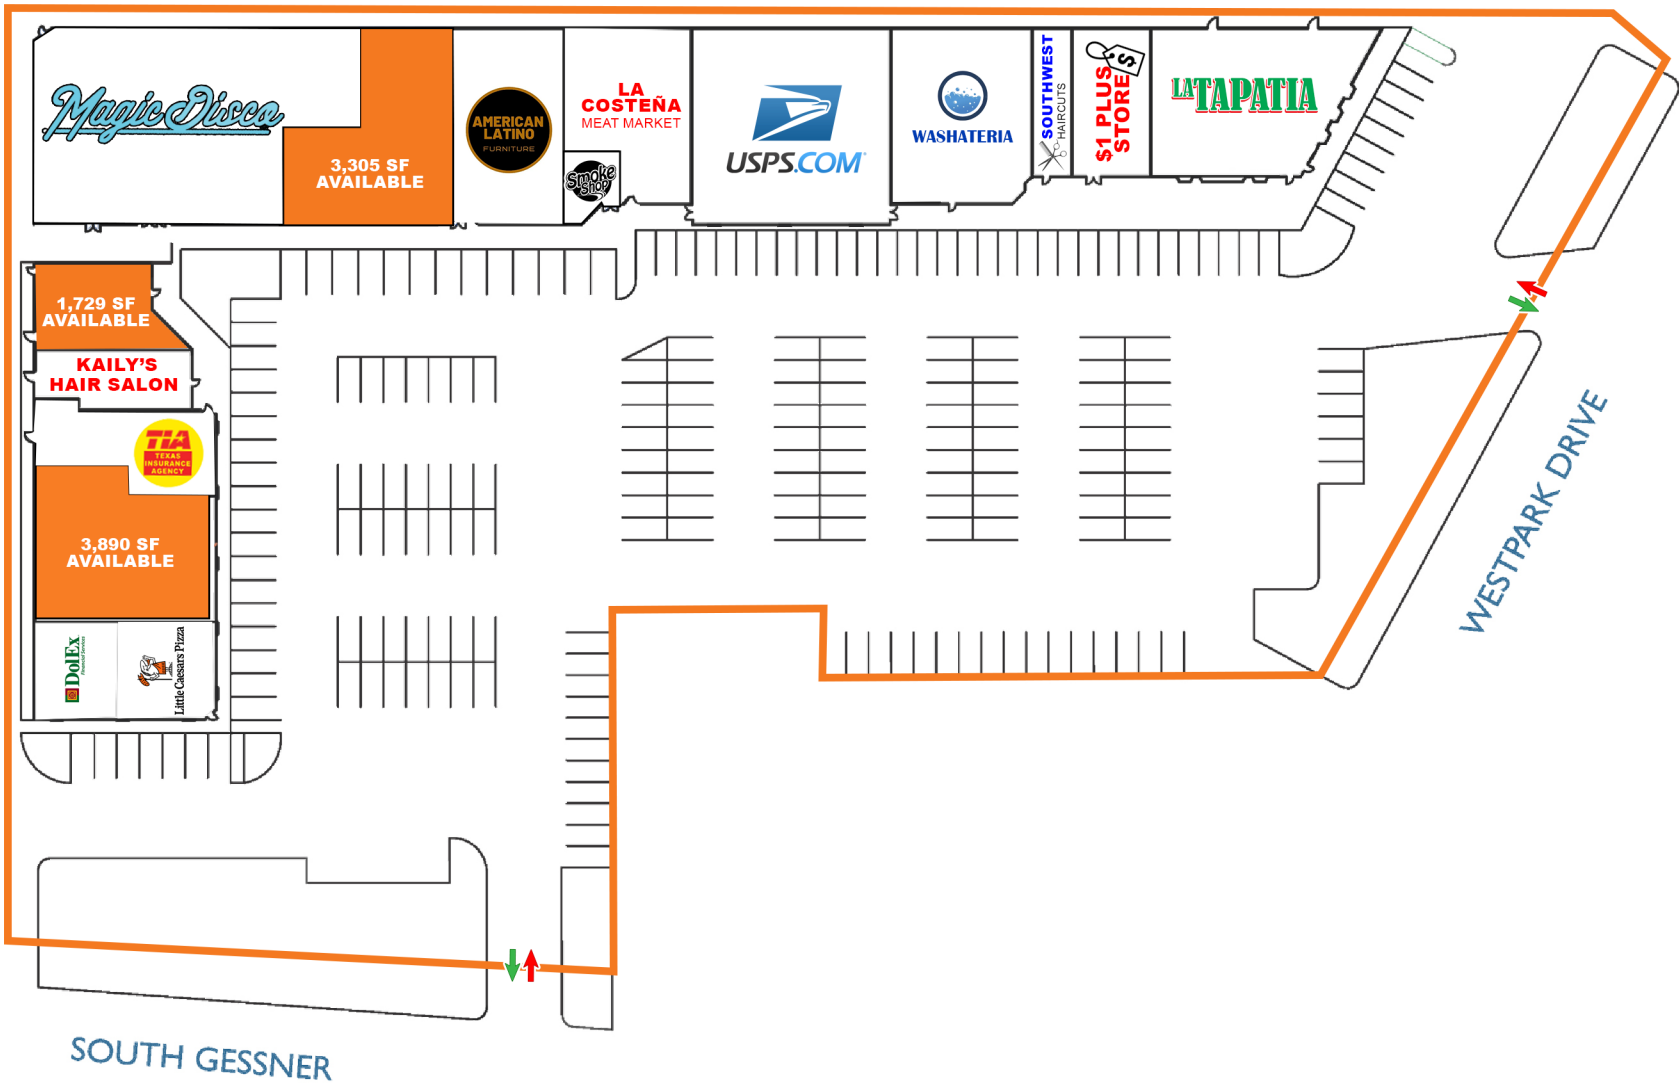 Magic Disco
3,305 SF
AVAILABLE
AMERICAN
LATINO
FURNITURE
LA
COSTEÑA
MEAT MARKET
Smoke
Shop
USPS.COM
WASHATERIA
SOUTHWEST
HAIRCUTS
$1 PLUS
STORE
$
LA TAPATIA
1,729 SF
AVAILABLE
KAILY’S
HAIR SALON
TIA
TEXAS
INSURANCE
AGENCY
3,890 SF
AVAILABLE
DolEx
Financial Services
Little Caesars Pizza
WESTPARK DRIVE
SOUTH GESSNER